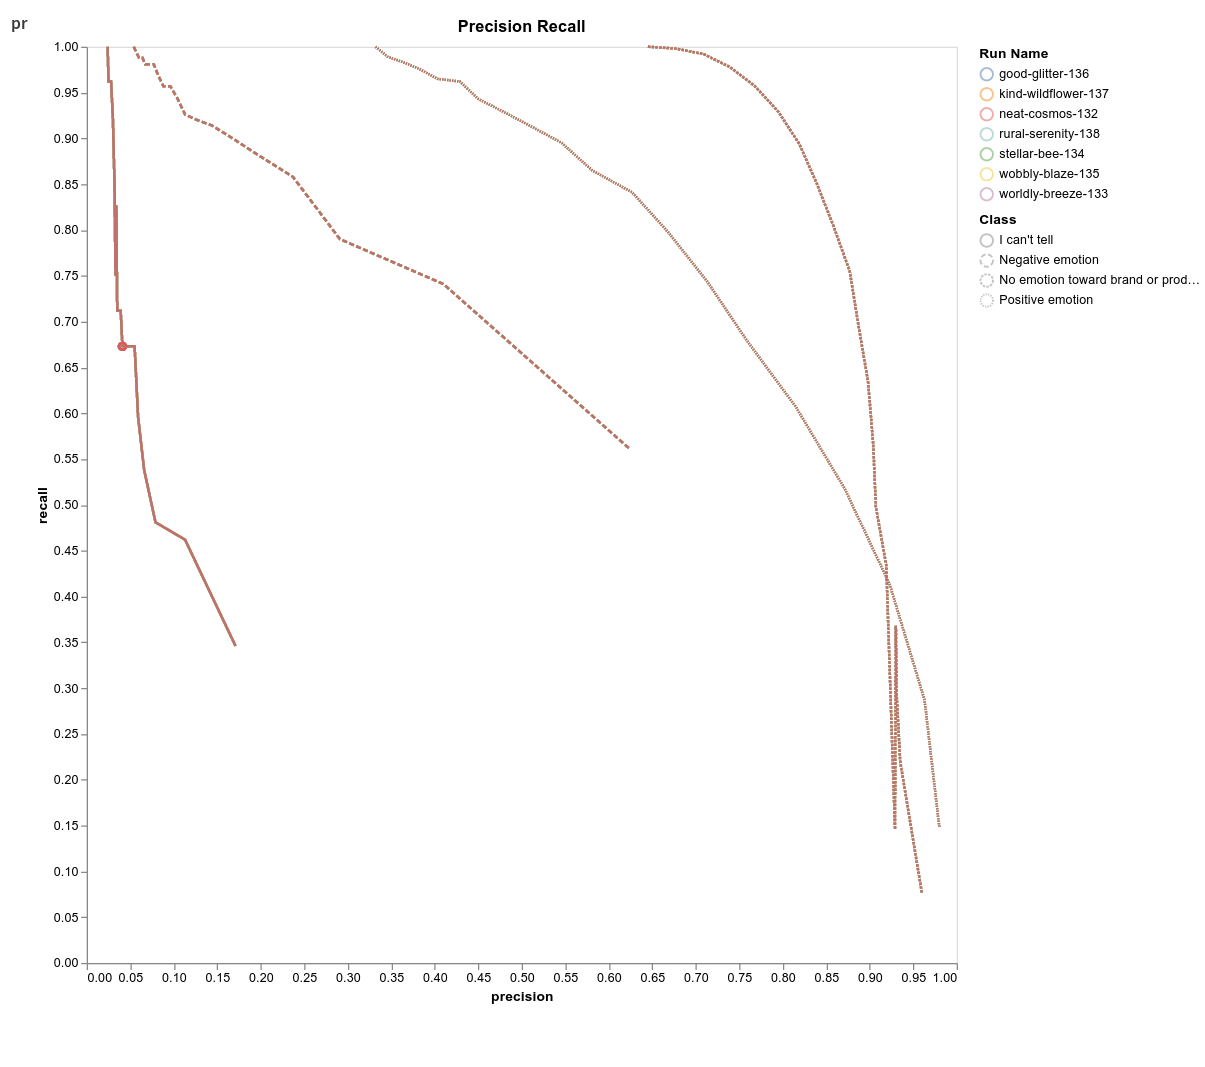 pr
Precision Recall
1.00
0.95
0.90
0.85
0.80
0.75
0.70
0.65
0.60
0.55
0.50
0.45
0.40
0.35
0.30
0.25
0.20
0.15
0.10
0.05
0.00
recall
0.00 0.05 0.10 0.15 0.20 0.25 0.30 0.35 0.40 0.45 0.50 0.55 0.60 0.65 0.70 0.75 0.80 0.85 0.90 0.95 1.00
precision
Run Name
good-glitter-136
kind-wildflower-137
neat-cosmos-132
rural-serenity-138
stellar-bee-134
wobbly-blaze-135
worldly-breeze-133
Class
I can't tell
Negative emotion
No emotion toward brand or prod…
Positive emotion